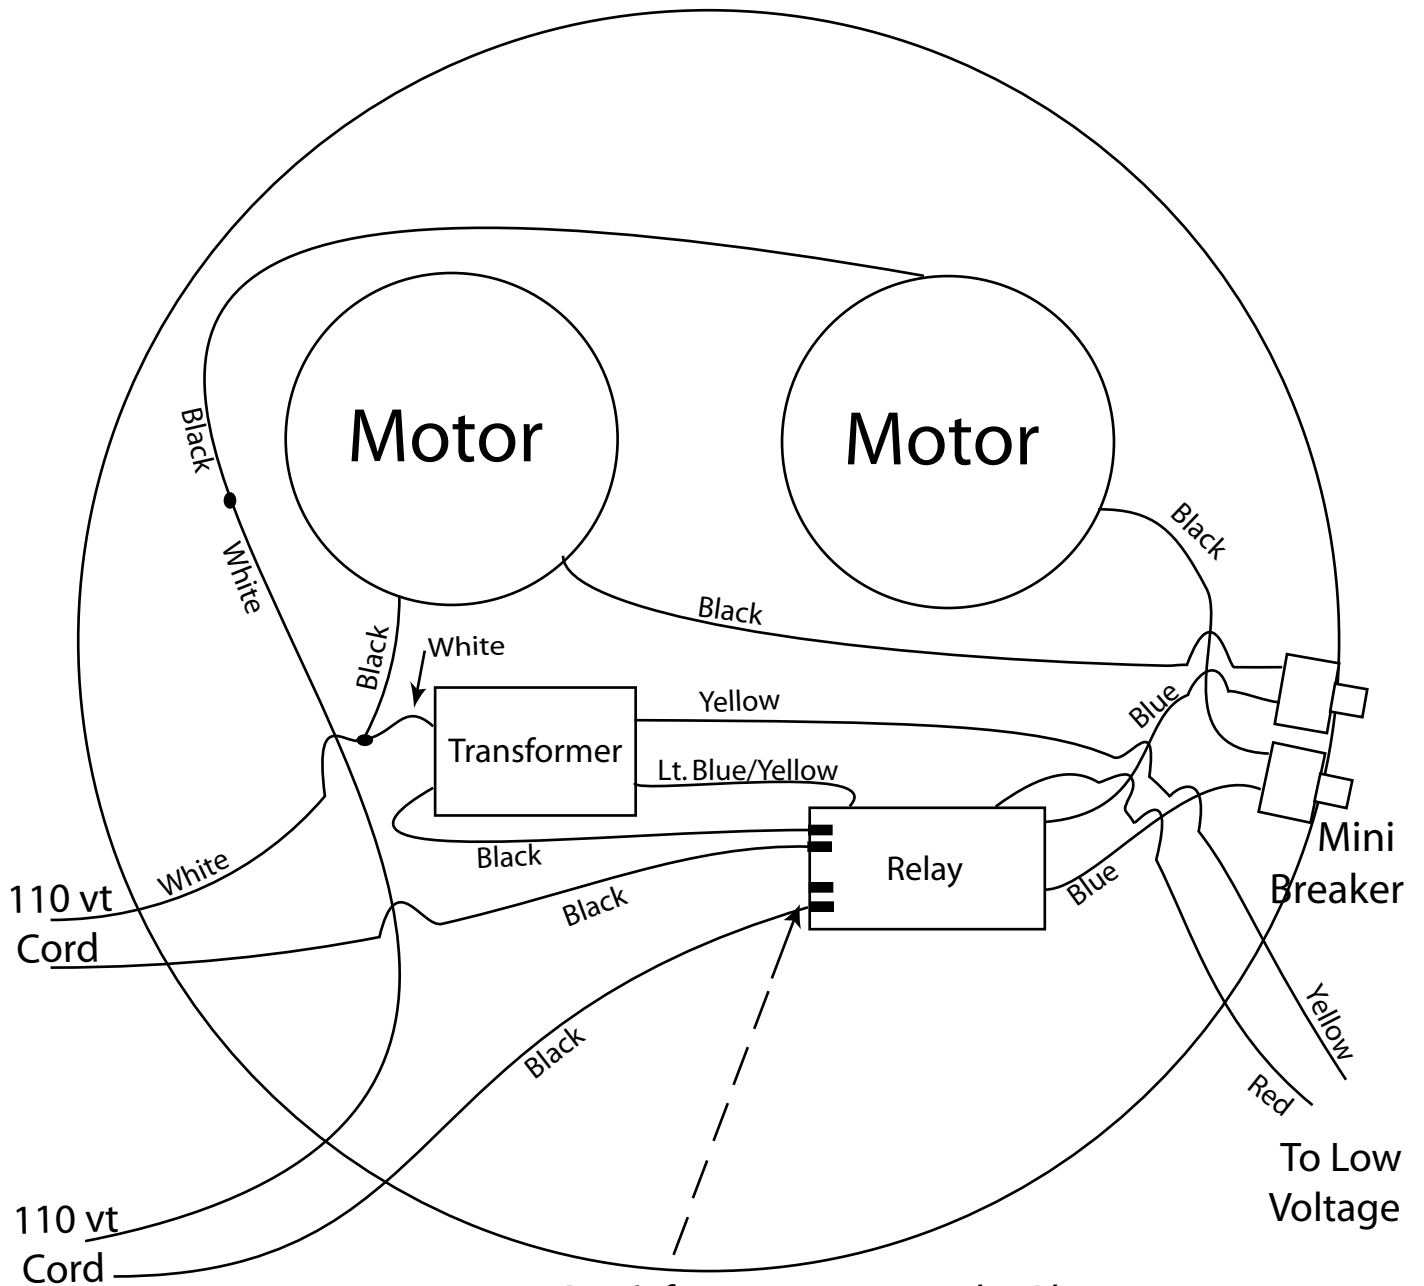 Motor
Motor
Black
White
Black
White
Black
Black
Yellow
Blue
Transformer
Lt. Blue/Yellow
Black
Relay
Blue
Mini
Breaker
110 vt
Cord
White
Black
Black
Yellow
Red
To Low
Voltage
110 vt
Cord